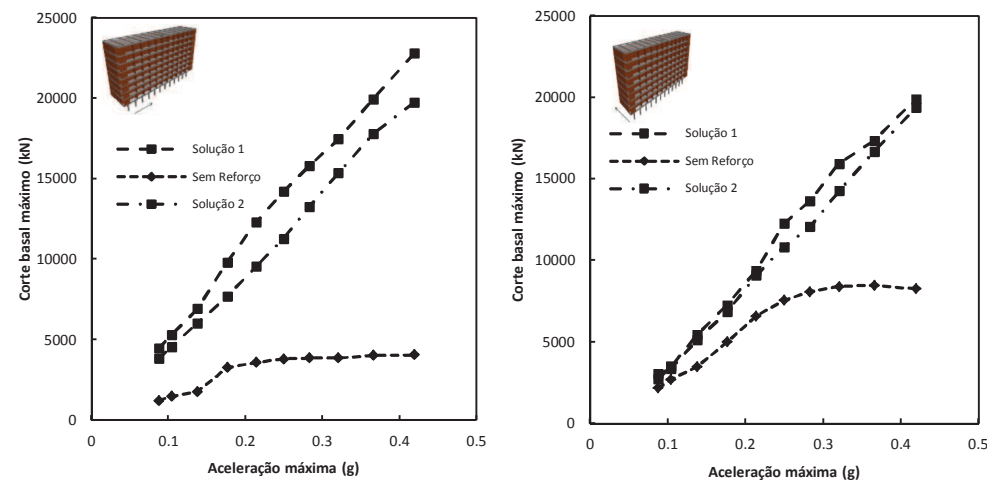 25000
20000
15000
10000
5000
0
Corte basal máximo (kN)
Solução 1
Sem Reforço
Solução 2
0
0.1
0.2
0.3
0.4
0.5
Aceleração máxima (g)
25000
20000
15000
10000
5000
0
Corte basal máximo (kN)
Solução 1
Sem Reforço
Solução 2
0
0.1
0.2
0.3
0.4
0.5
Aceleração máxima (g)